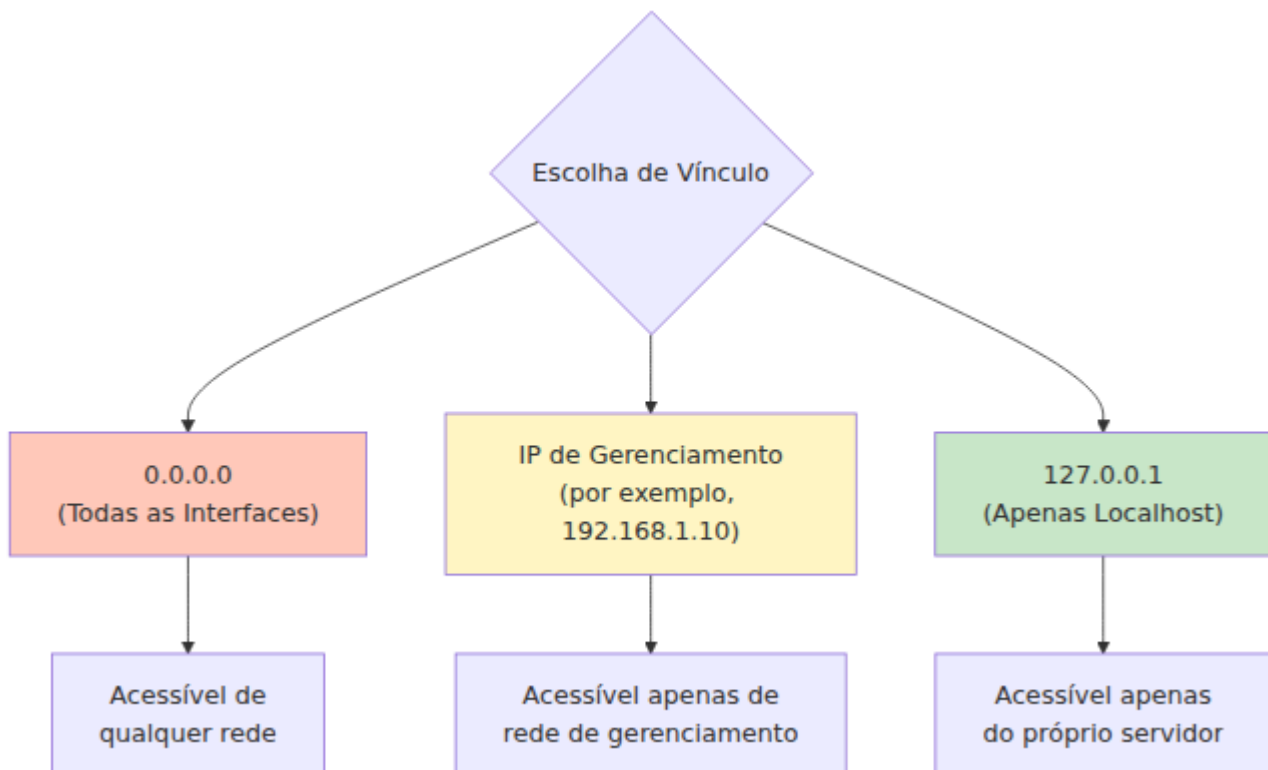 Escolha de Vínculo
0.0.0.0
(Todas as Interfaces)
IP de Gerenciamento
(por exemplo,
192.168.1.10)
127.0.0.1
(Apenas Localhost)
Acessível de
qualquer rede
Acessível apenas de
rede de gerenciamento
Acessível apenas
do próprio servidor